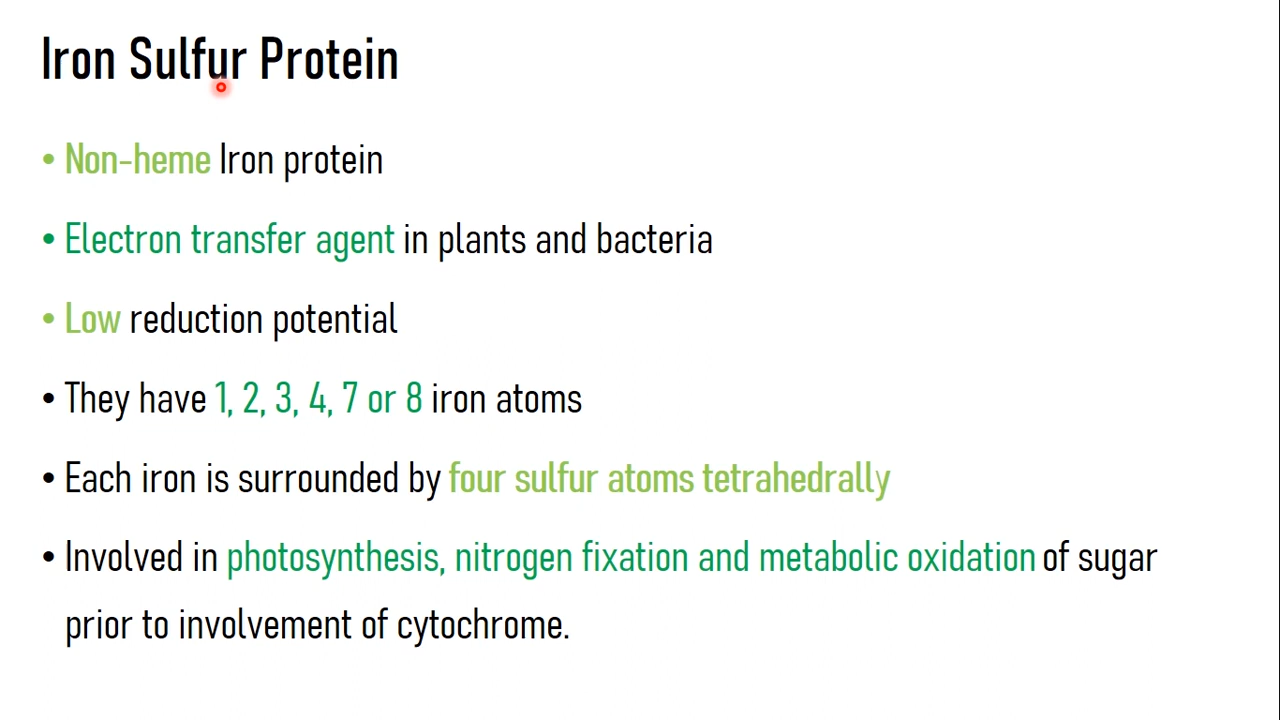 Iron Sulfur Protein
• Non-heme Iron protein
• Electron transfer agent in plants and bacteria
• Low reduction potential
• They have 1, 2, 3, 4, 7 or 8 iron atoms
• Each iron is surrounded by four sulfur atoms tetrahedrally
• Involved in photosynthesis, nitrogen fixation and metabolic oxidation of sugar
prior to involvement of cytochrome.